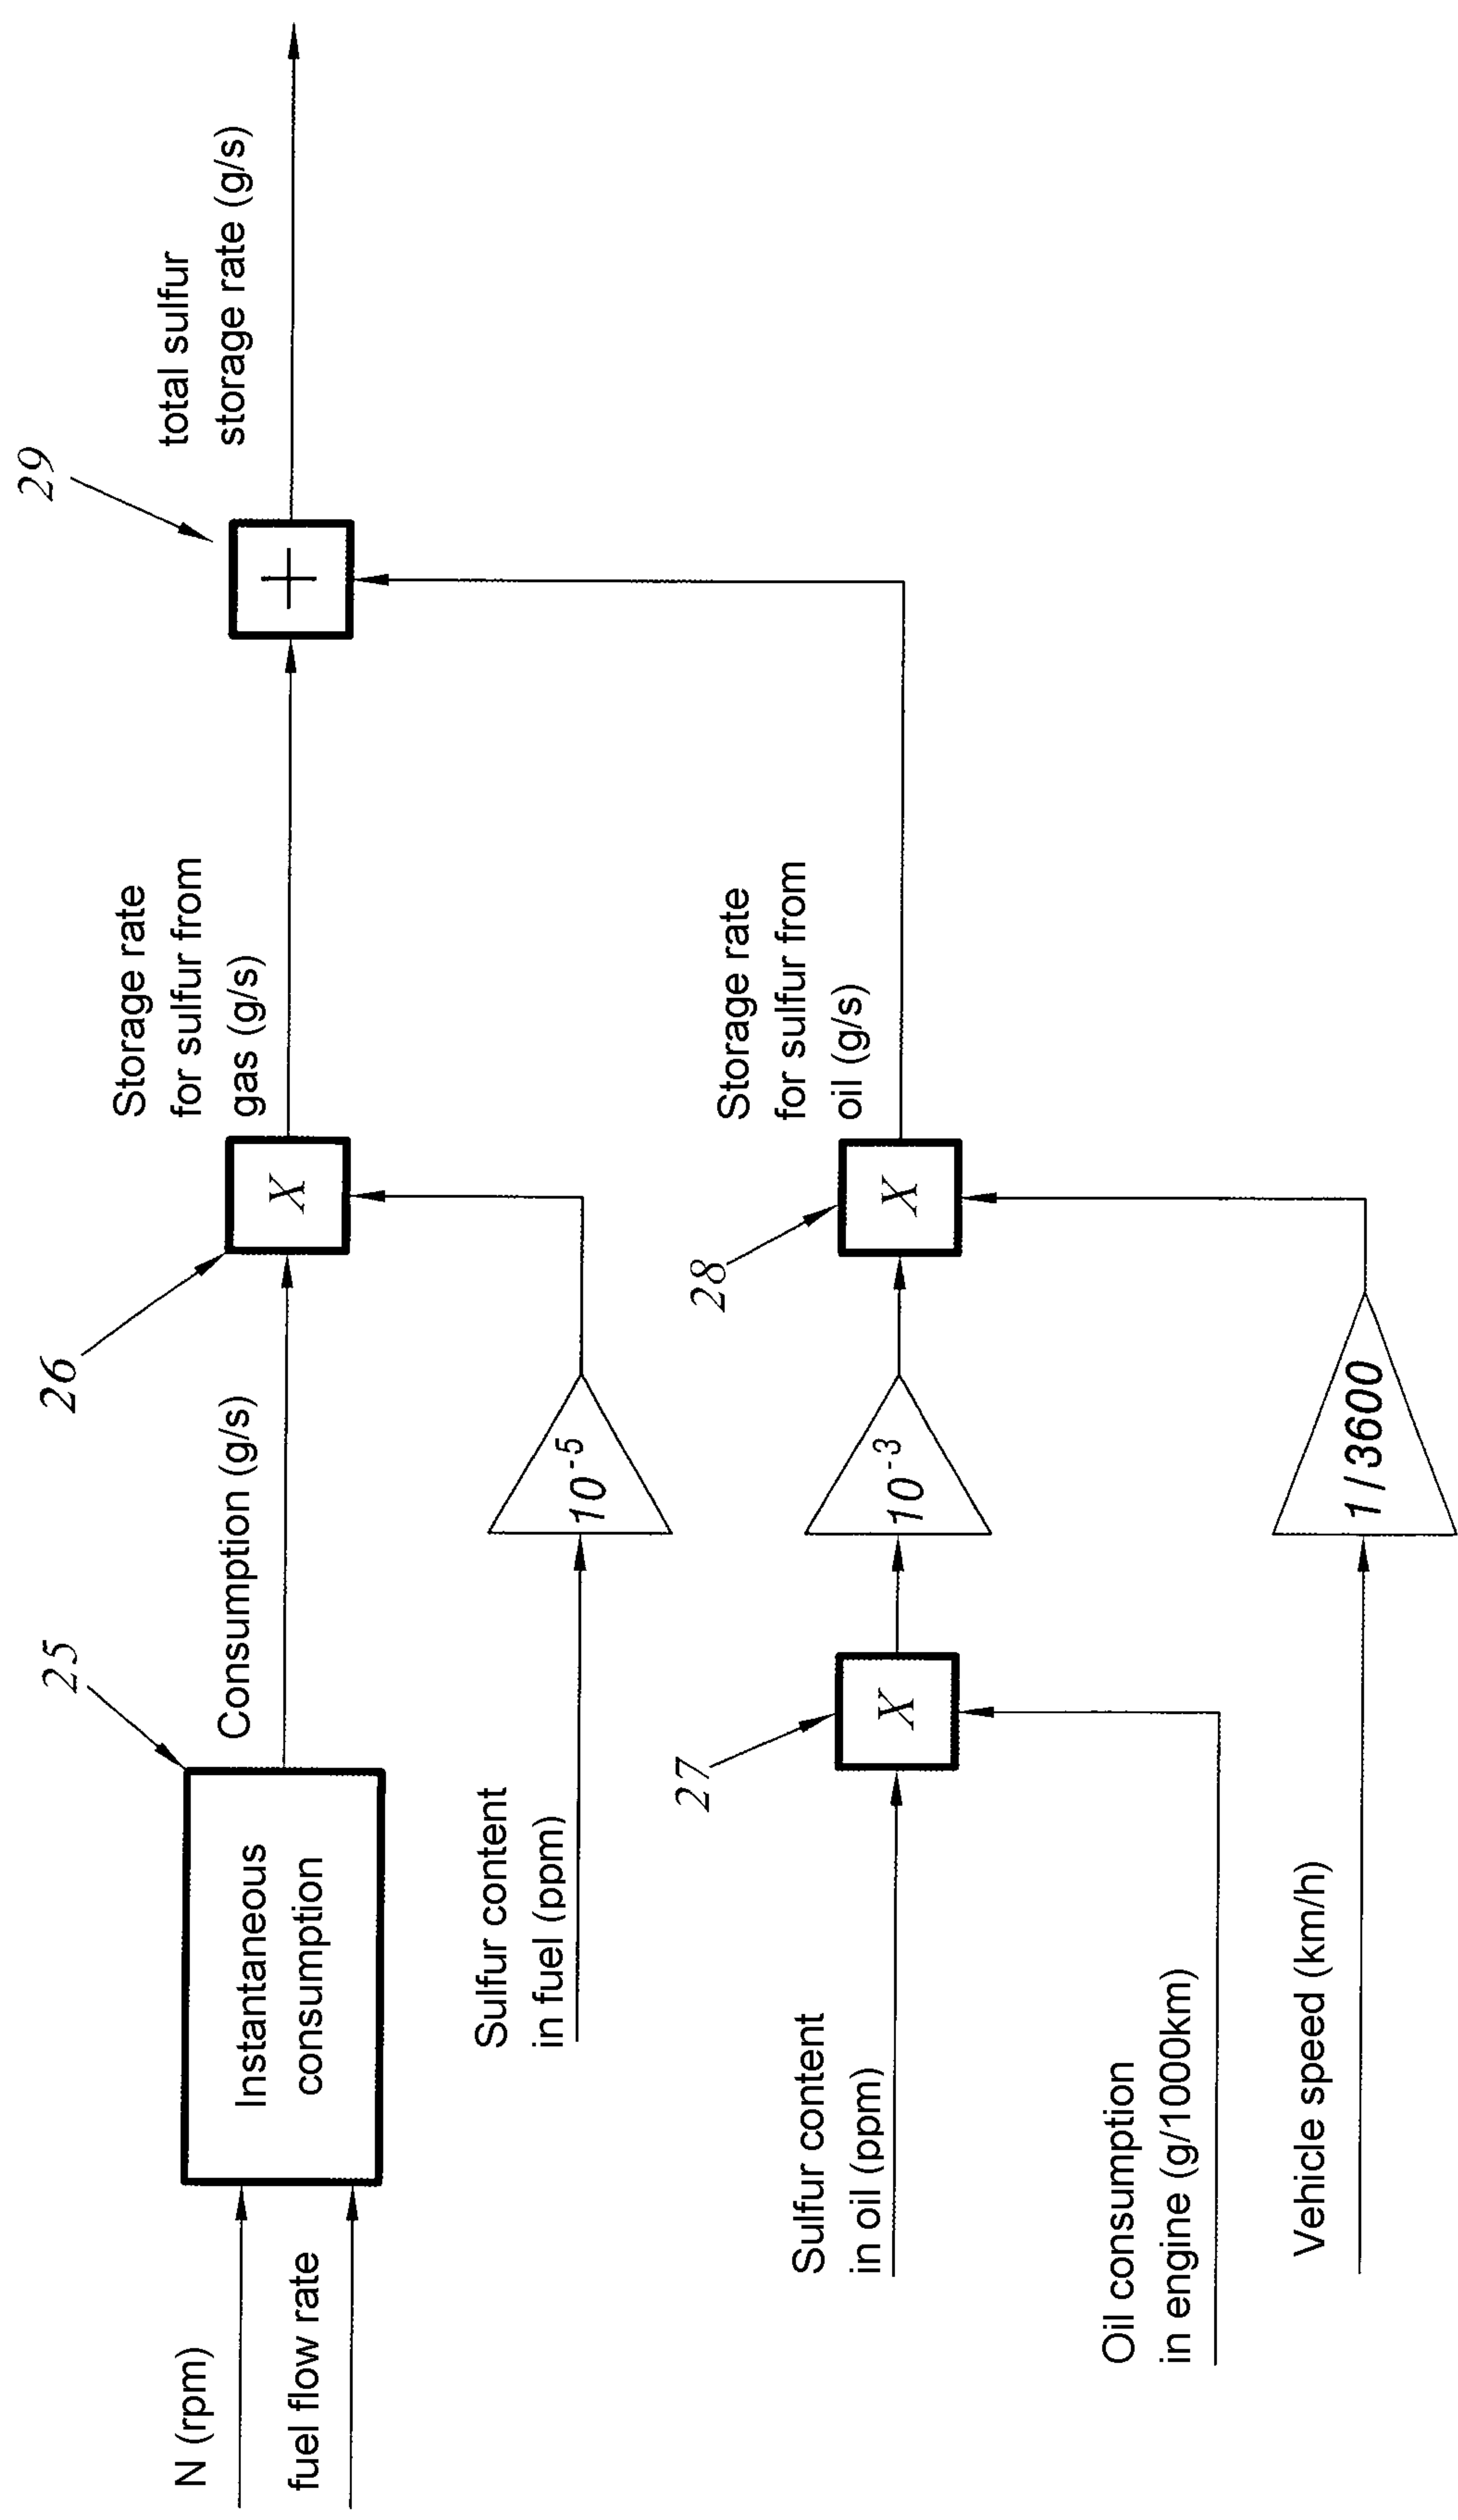 N (rpm)
fuel flow rate
Instantaneous
consumption
25
Consumption (g/s)
26
X
Storage rate
for sulfur from
gas (g/s)
29
+
total sulfur
storage rate (g/s)
Sulfur content
in fuel (ppm)
10⁻⁵
Sulfur content
in oil (ppm)
27
X
10⁻³
28
X
Storage rate
for sulfur from
oil (g/s)
Oil consumption
in engine (g/1000km)
Vehicle speed (km/h)
1/3600